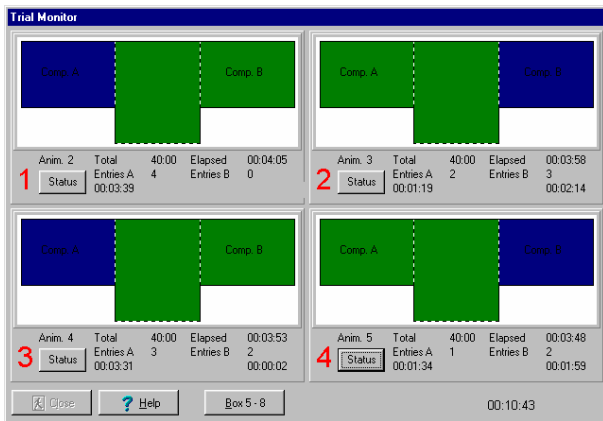 Trial Monitor
Comp. A Comp. B
Comp. A Comp. B
1 Anim. 2 Total 40:00 Elapsed 00:04:05
Status Entries A 4 Entries B 0
00:03:39
2 Anim. 3 Total 40:00 Elapsed 00:03:58
Status Entries A 2 Entries B 3
00:01:19 00:02:14
Comp. A Comp. B
Comp. A Comp. B
3 Anim. 4 Total 40:00 Elapsed 00:03:53
Status Entries A 3 Entries B 2
00:03:31 00:00:02
4 Anim. 5 Total 40:00 Elapsed 00:03:48
Status Entries A 1 Entries B 2
00:01:34 00:01:59
Close ? Help Box 5 - 8 00:10:43